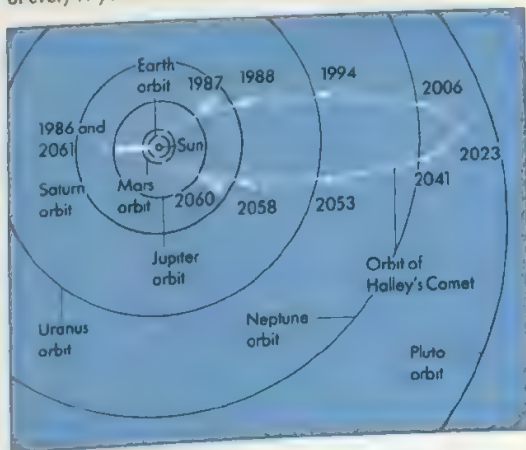 Earth
orbit
1987
1988
1994
2006
1986 and
2061
Sun
2023
Saturn
orbit
Mars
orbit
2060
2058
2053
2041
Jupiter
orbit
Orbit of
Halley's Comet
Uranus
orbit
Neptune
orbit
Pluto
orbit